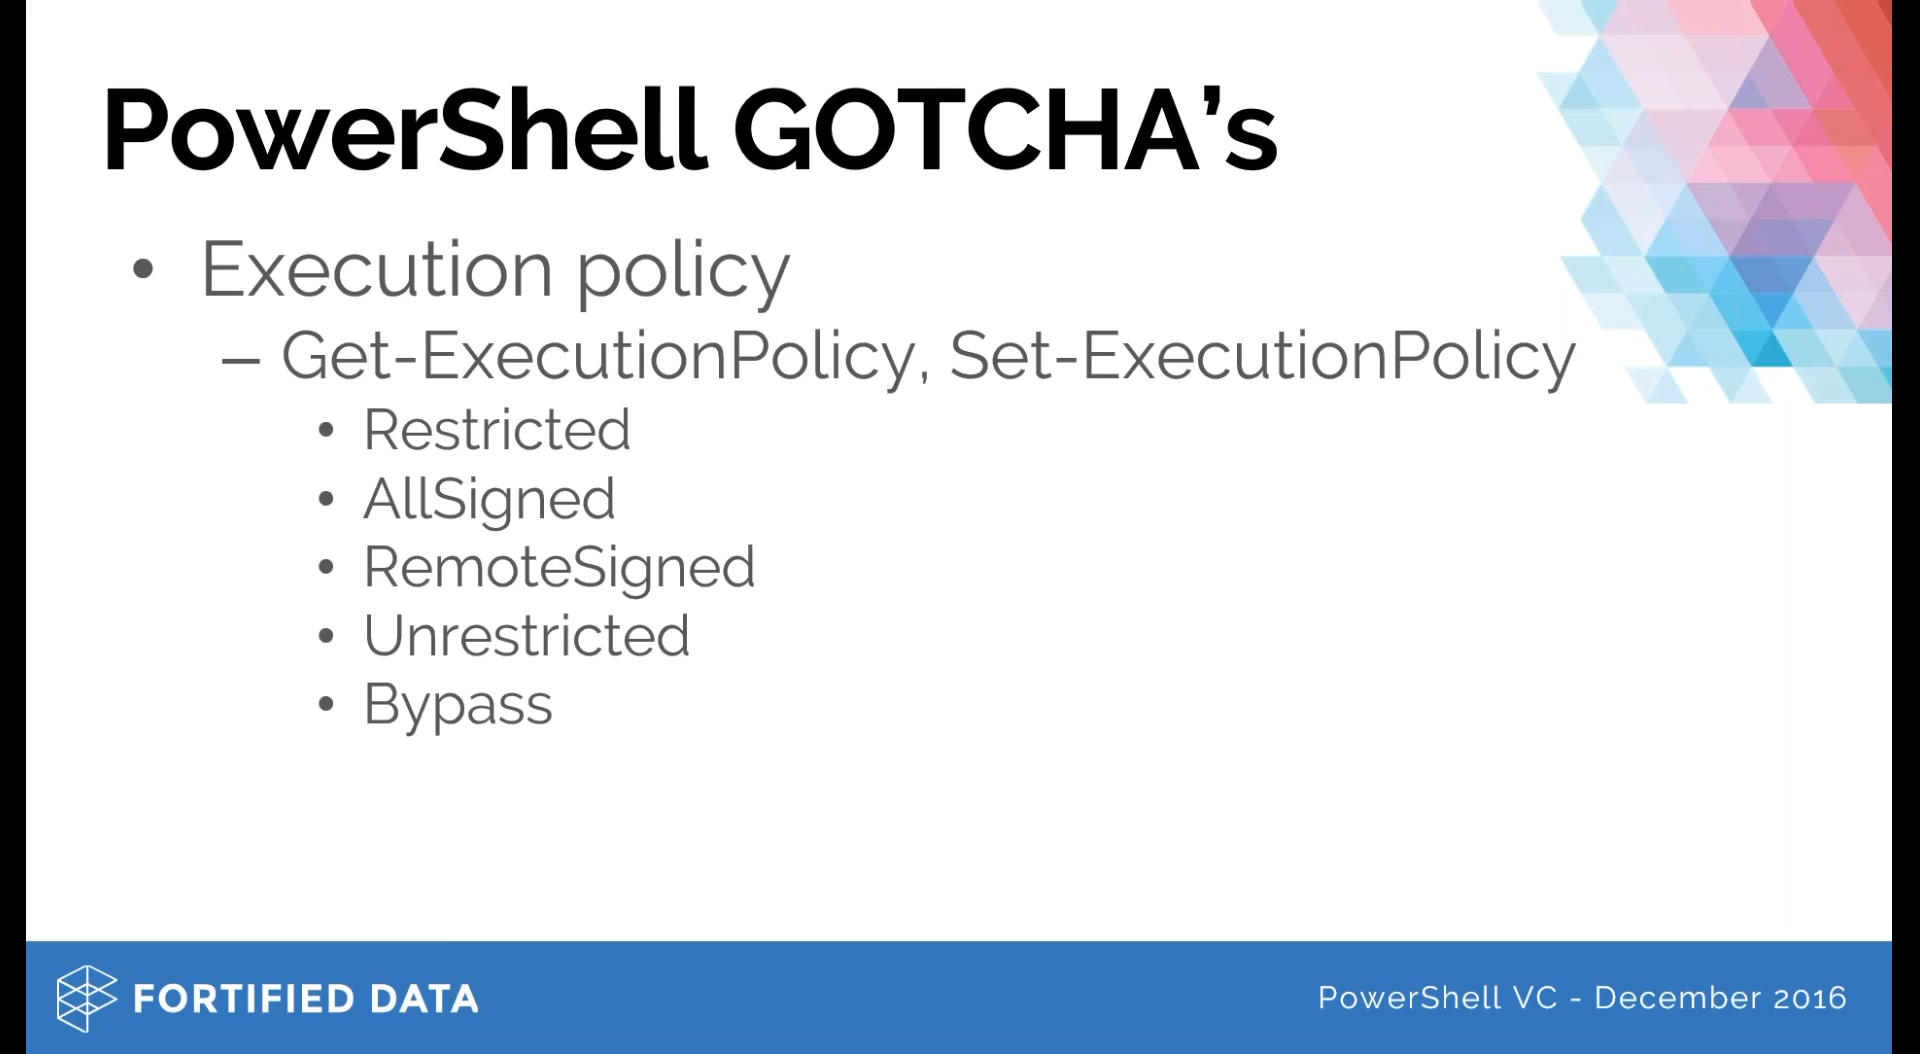 PowerShell GOTCHA’s
• Execution policy
– Get-ExecutionPolicy, Set-ExecutionPolicy
• Restricted
• AllSigned
• RemoteSigned
• Unrestricted
• Bypass
FORTIFIED DATA
PowerShell VC - December 2016